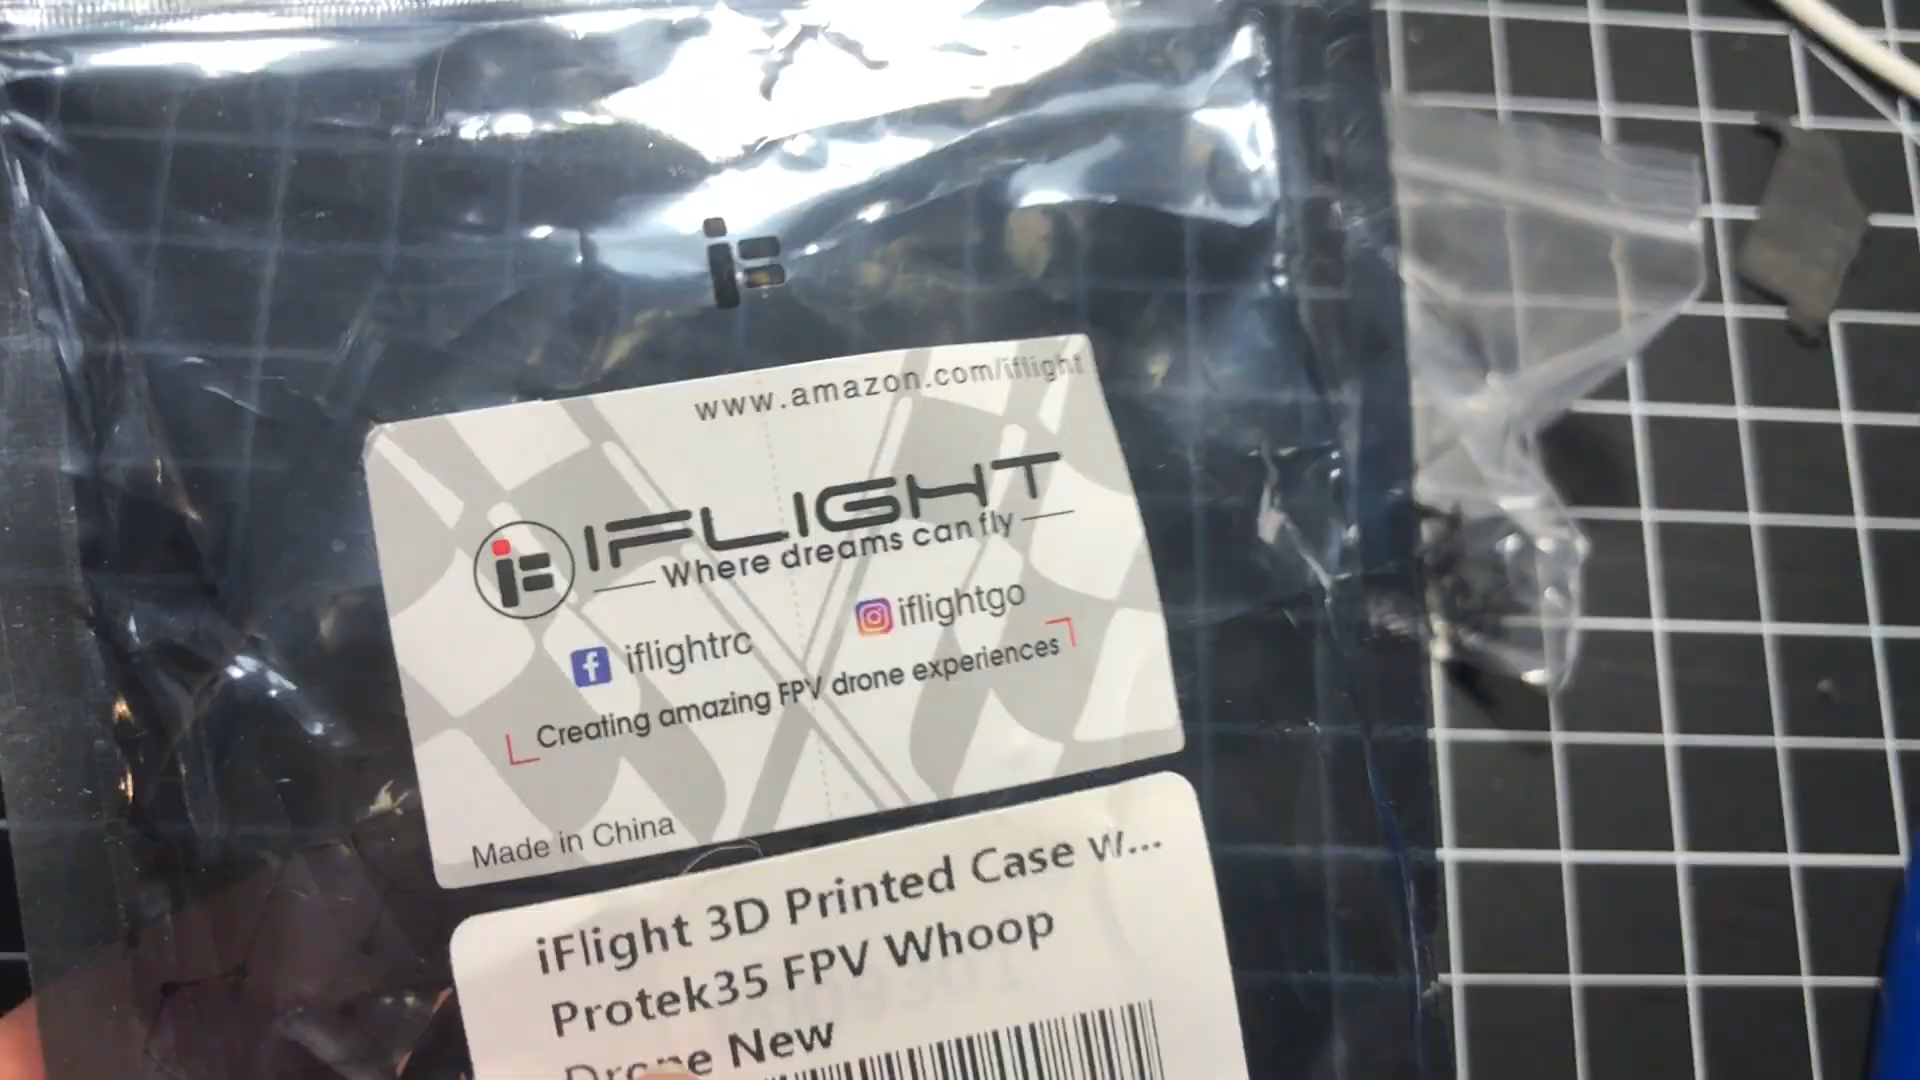 www.amazon.com/iflight
IFLIGHT
Where dreams can fly
iflightrc
iflightgo
Creating amazing FPV drone experiences
Made in China
iFlight 3D Printed Case W...
Protek35 FPV Whoop
Drone New